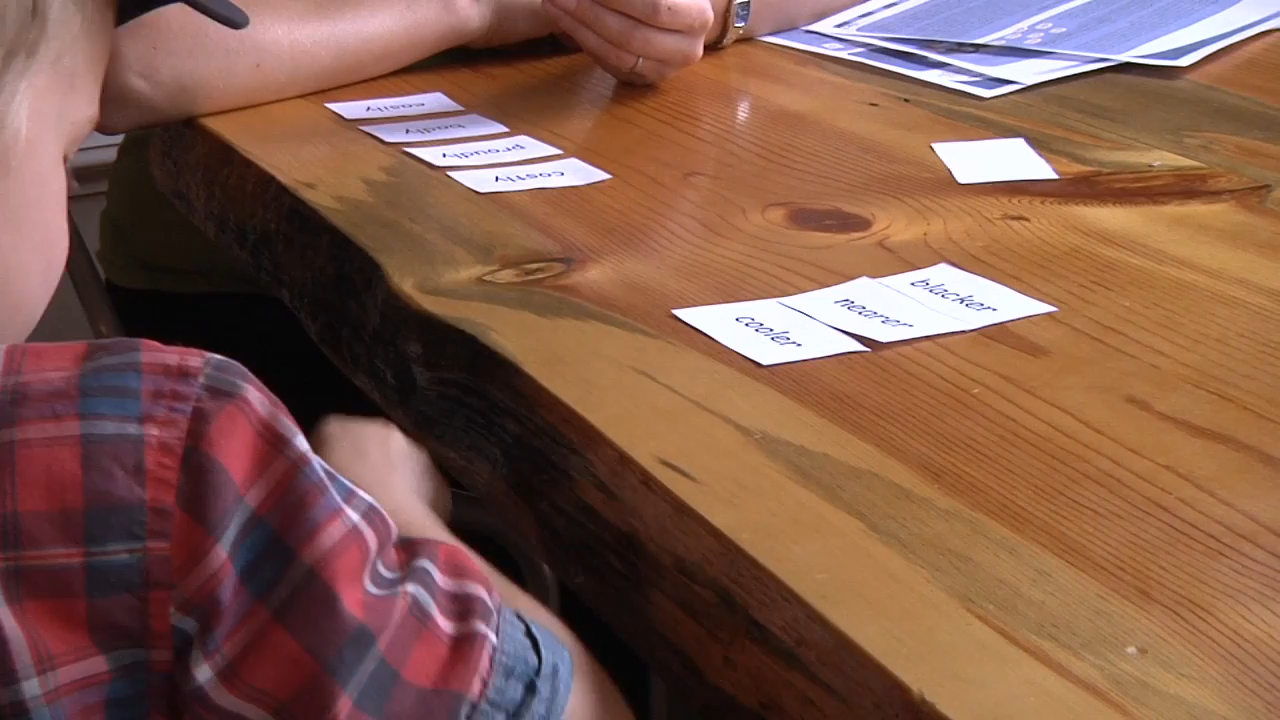 easily
badly
proudly
costly
blacker
nearer
cooler